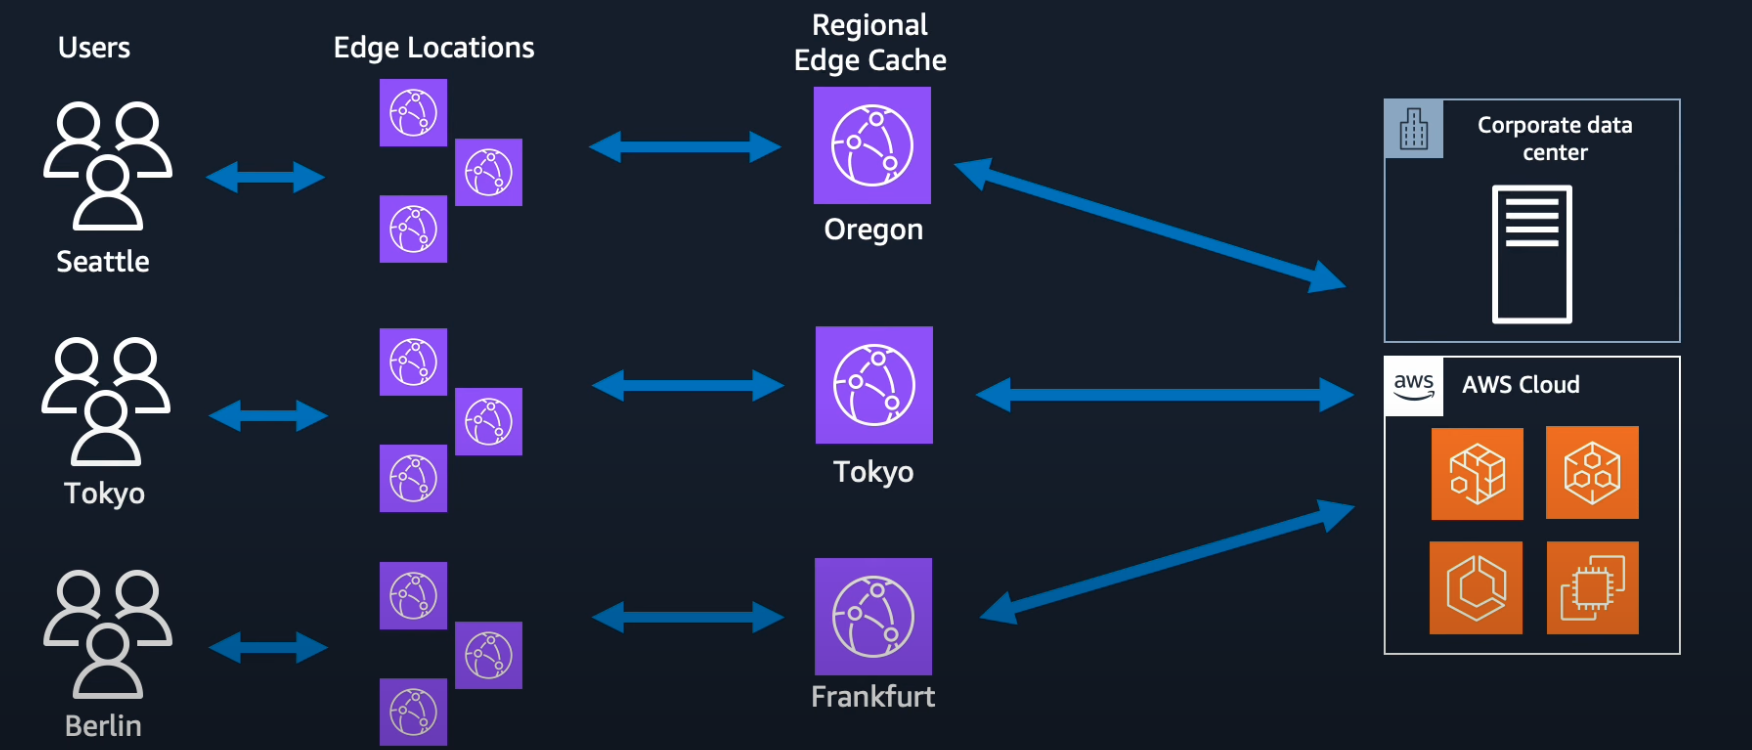 Users
Edge Locations
Regional
Edge Cache
Seattle
Oregon
Corporate data
center
Tokyo
Tokyo
aws
AWS Cloud
Berlin
Frankfurt